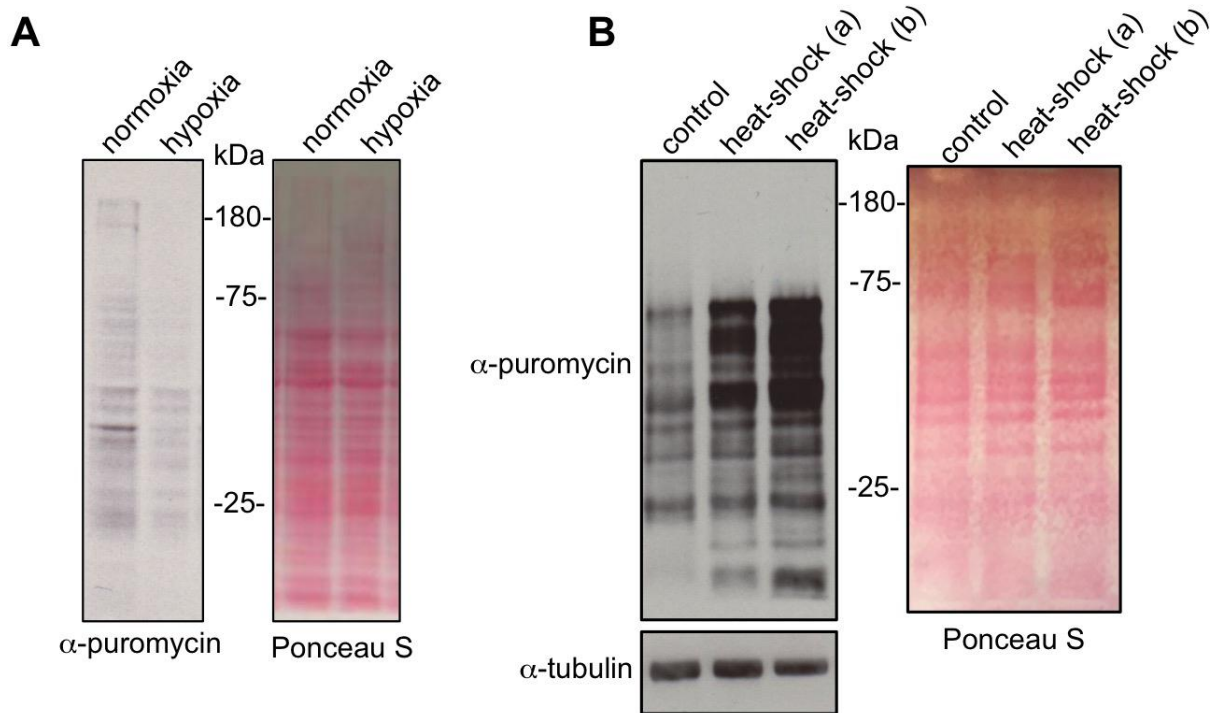 A
normoxia
hypoxia
kDa
normoxia
hypoxia
-180-
-75-
-25-
α-puromycin
Ponceau S
B
control
heat-shock (a)
heat-shock (b)
kDa
control
heat-shock (a)
heat-shock (b)
-180-
-75-
α-puromycin
-25-
Ponceau S
α-tubulin